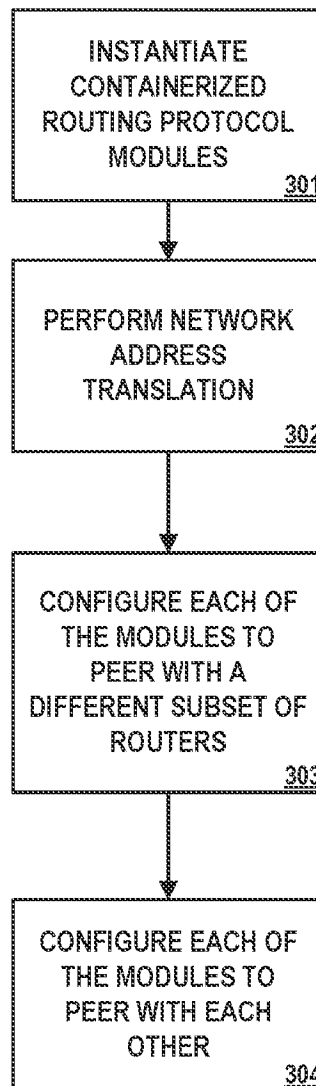 INSTANTIATE
CONTAINERIZED
ROUTING PROTOCOL
MODULES
301
PERFORM NETWORK
ADDRESS
TRANSLATION
302
CONFIGURE EACH OF
THE MODULES TO
PEER WITH A
DIFFERENT SUBSET OF
ROUTERS
303
CONFIGURE EACH OF
THE MODULES TO
PEER WITH EACH
OTHER
304